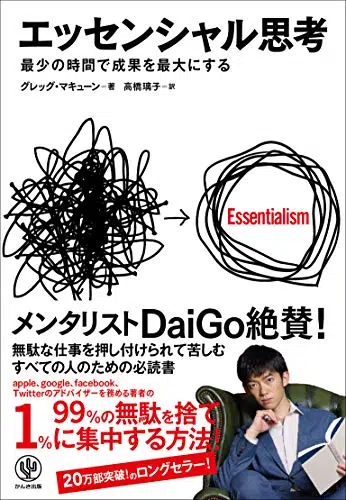 エッセンシャル思考
最少の時間で成果を最大にする
グレッグ・マキューン=著 高橋璃子=訳
Essentialism
メンタリストDaiGo絶賛!
無駄な仕事を押し付けられて苦しむ
すべての人のための必読書
apple、google、facebook、
Twitterのアドバイザーを務める著者の
99%の無駄を捨て
1%に集中する方法!
20万部突破!のロングセラー!
かんき出版